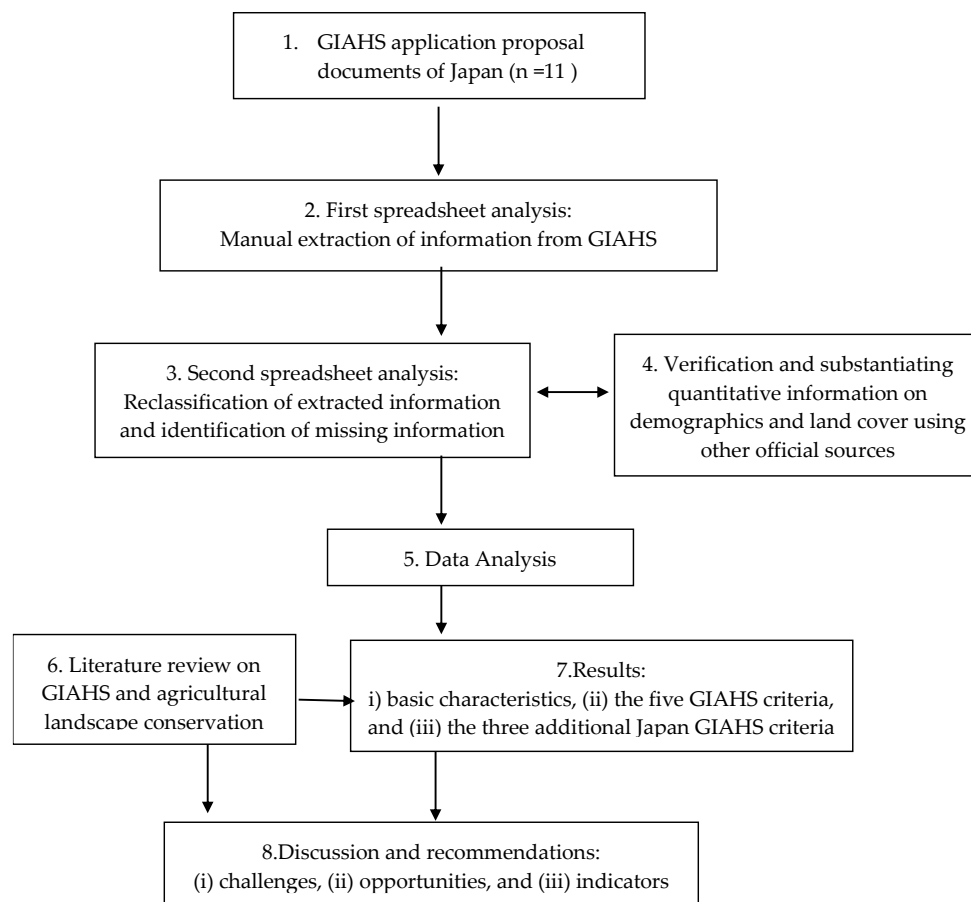 1. GIAHS application proposal
documents of Japan (n =11 )
2. First spreadsheet analysis:
Manual extraction of information from GIAHS
3. Second spreadsheet analysis:
Reclassification of extracted information
and identification of missing information
4. Verification and substantiating
quantitative information on
demographics and land cover using
other official sources
5. Data Analysis
6. Literature review on
GIAHS and agricultural
landscape conservation
7.Results:
i) basic characteristics, (ii) the five GIAHS criteria,
and (iii) the three additional Japan GIAHS criteria
8.Discussion and recommendations:
(i) challenges, (ii) opportunities, and (iii) indicators